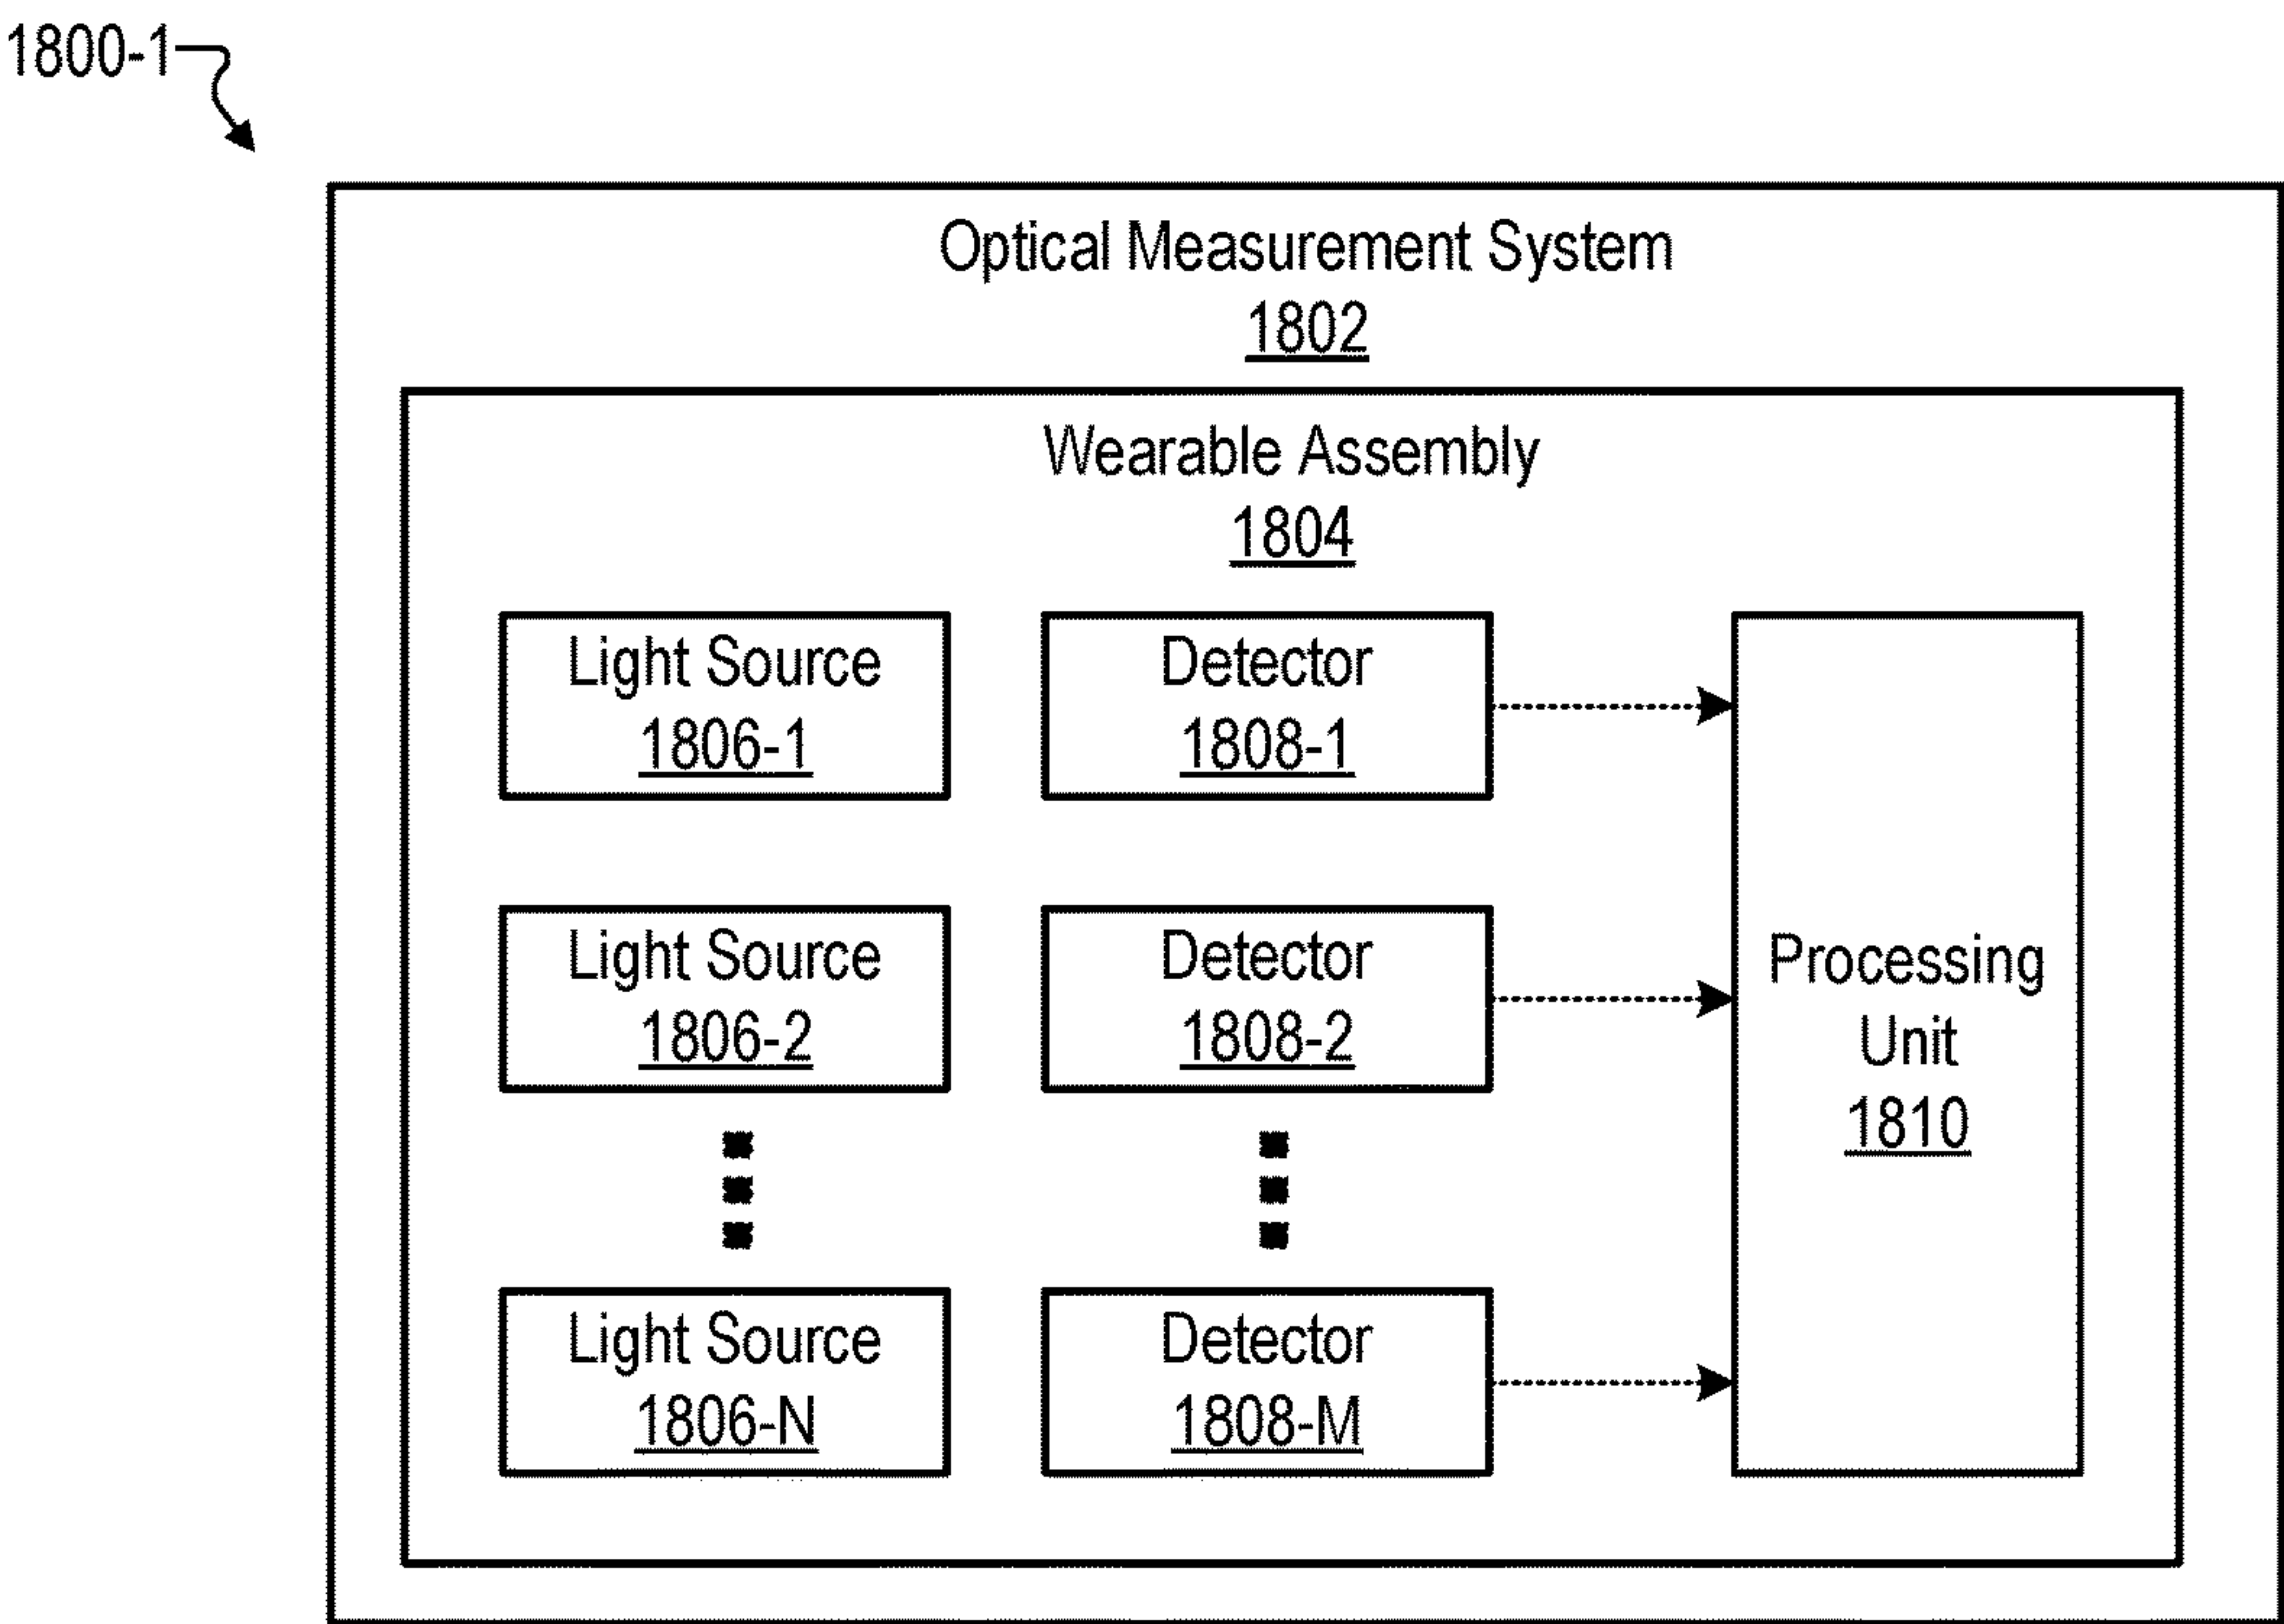 1800-1
Optical Measurement System
1802
Wearable Assembly
1804
Light Source
1806-1
Detector
1808-1
Light Source
1806-2
Detector
1808-2
Processing
Unit
1810
Light Source
1806-N
Detector
1808-M